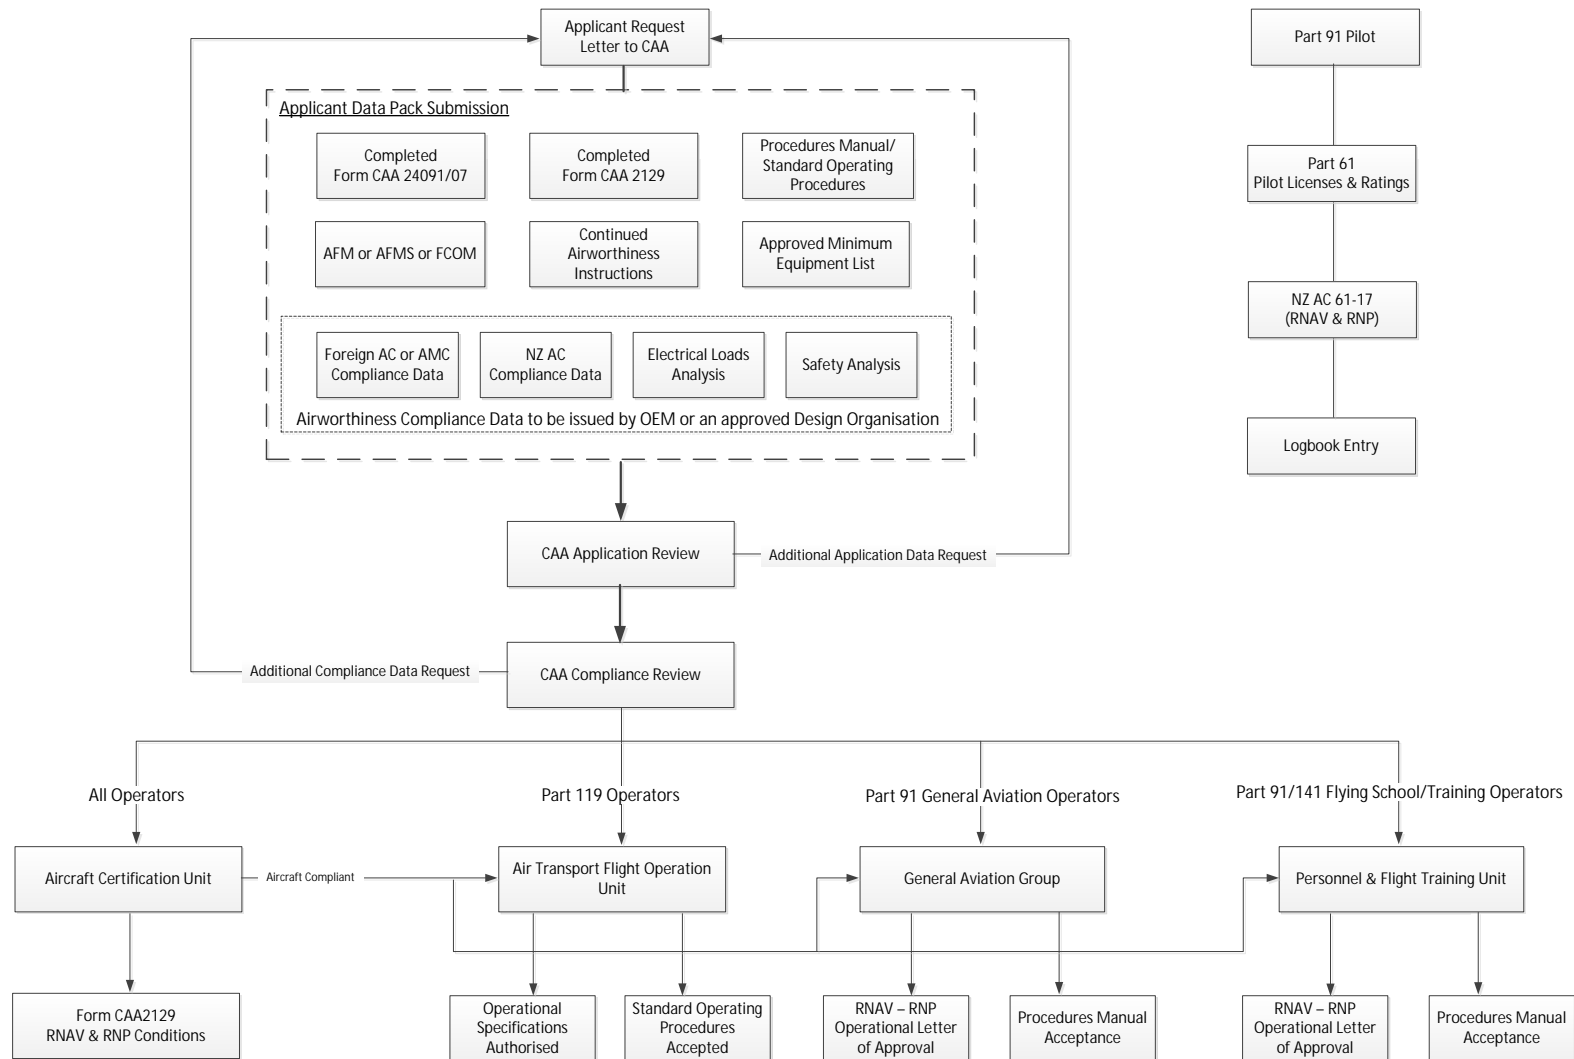 Applicant Request
Letter to CAA
Part 91 Pilot
Applicant Data Pack Submission
Completed
Form CAA 24091/07
Completed
Form CAA 2129
Procedures Manual/
Standard Operating
Procedures
Part 61
Pilot Licenses & Ratings
AFM or AFMS or FCOM
Continued
Airworthiness
Instructions
Approved Minimum
Equipment List
NZ AC 61-17
(RNAV & RNP)
Foreign AC or AMC
Compliance Data
NZ AC
Compliance Data
Electrical Loads
Analysis
Safety Analysis
Airworthiness Compliance Data to be issued by OEM or an approved Design Organisation
Logbook Entry
CAA Application Review
Additional Application Data Request
Additional Compliance Data Request
CAA Compliance Review
All Operators
Part 119 Operators
Part 91 General Aviation Operators
Part 91/141 Flying School/Training Operators
Aircraft Certification Unit
Aircraft Compliant
Air Transport Flight Operation
Unit
General Aviation Group
Personnel & Flight Training Unit
Form CAA2129
RNAV & RNP Conditions
Operational
Specifications
Authorised
Standard Operating
Procedures
Accepted
RNAV – RNP
Operational Letter
of Approval
Procedures Manual
Acceptance
RNAV – RNP
Operational Letter
of Approval
Procedures Manual
Acceptance